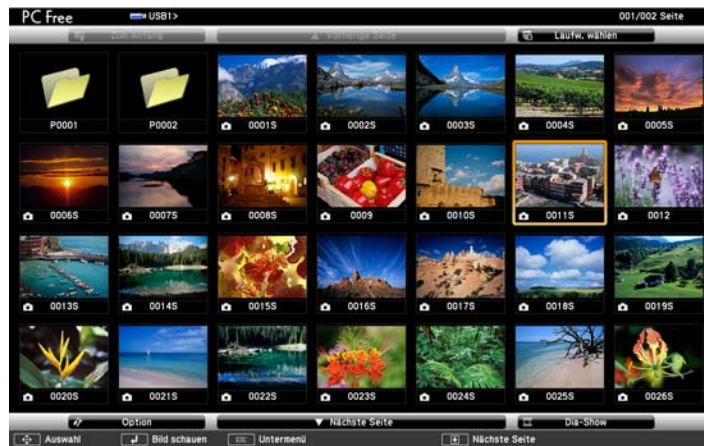 PC Free USB1> 001/002 Seite
Zum Anfang ▲ Vorherige Seite Laufw. wählen
P0001 P0002 0001S 0002S 0003S 0004S 0005S
0006S 0007S 0008S 0009 0010S 0011S 0012
0013S 0014S 0015S 0016S 0017S 0018S 0019S
0020S 0021S 0022S 0023S 0024S 0025S 0026S
Option ▼ Nächste Seite Dia-Show
Auswahl Bild schauen ESC Untermenü Nächste Seite